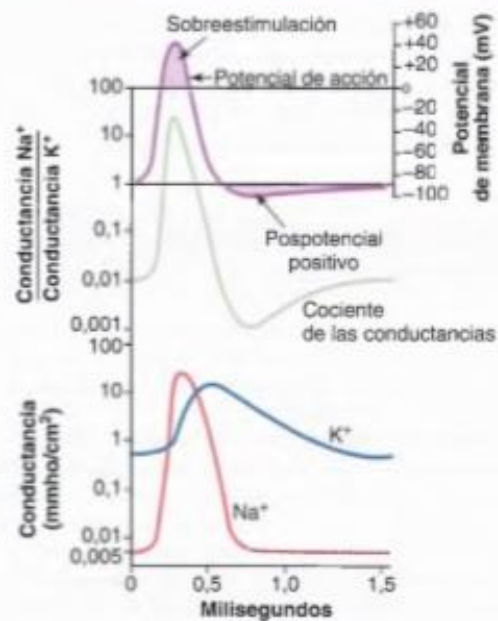 Sobreestimulación
Potencial de acción
+60
+40
+20
0
−20
−40
−60
−80
−100
Potencial
de membrana (mV)
100
10
1
0,1
0,01
0,001
Conductancia Na+
Conductancia K+
Pospotencial
positivo
Cociente
de las conductancias
100
10
1
0,1
0,01
0,005
Conductancia
(mmho/cm²)
K+
Na+
0
0,5
1,0
1,5
Milisegundos